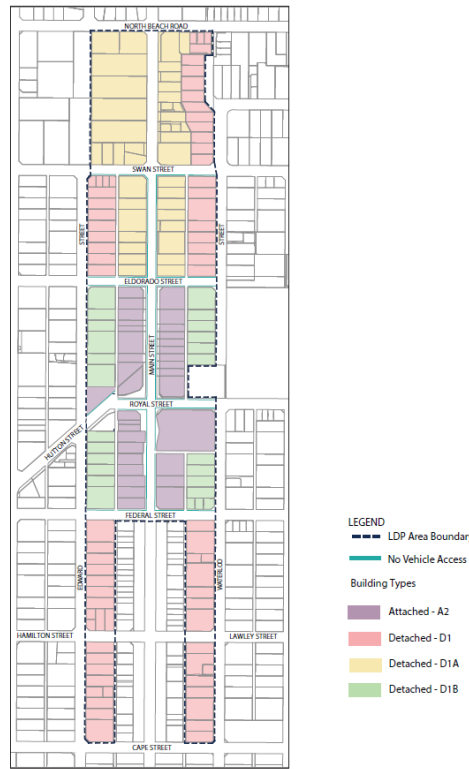 NORTH BEACH ROAD
SWAN STREET
STREET
STREET
ELDORADO STREET
MAIN STREET
ROYAL STREET
HUTTON STREET
FEDERAL STREET
EDWARD
WATERLOO
HAMILTON STREET
LAWLEY STREET
CAPE STREET
LEGEND
LDP Area Boundary
No Vehicle Access
Building Types
Attached - A2
Detached - D1
Detached - D1A
Detached - D1B